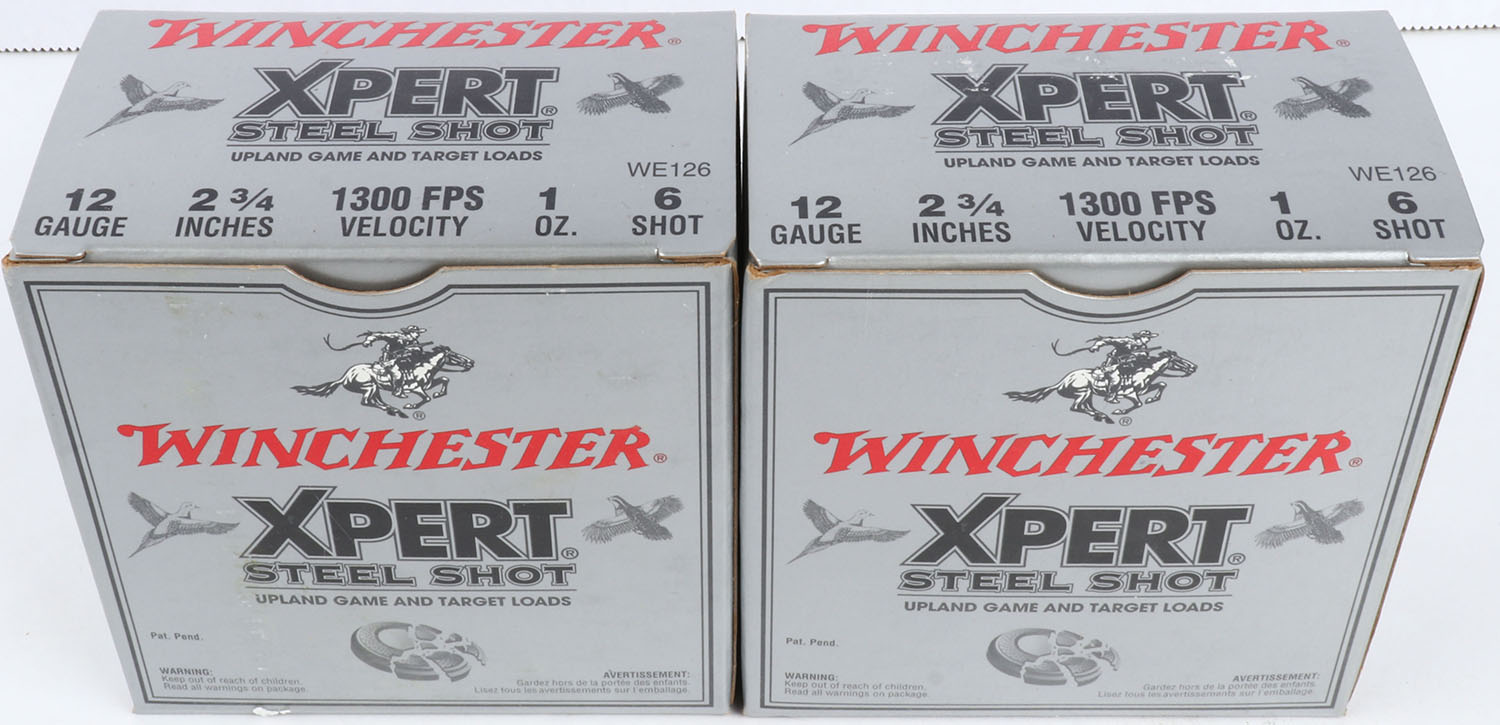 WINCHESTER®
XPERT®
STEEL SHOT
UPLAND GAME AND TARGET LOADS
WE126
12 2 3/4 1300 FPS 1 6
GAUGE INCHES VELOCITY OZ. SHOT
®
WINCHESTER®
XPERT®
STEEL SHOT
UPLAND GAME AND TARGET LOADS
Pat. Pend.
WARNING:
Keep out of reach of children.
Read all warnings on package.
AVERTISSEMENT:
Gardez hors de la portée des enfants.
Lisez tous les avertissements sur l'emballage.
WINCHESTER®
XPERT®
STEEL SHOT
UPLAND GAME AND TARGET LOADS
WE126
12 2 3/4 1300 FPS 1 6
GAUGE INCHES VELOCITY OZ. SHOT
®
WINCHESTER®
XPERT®
STEEL SHOT
UPLAND GAME AND TARGET LOADS
Pat. Pend.
WARNING:
Keep out of reach of children.
Read all warnings on package.
AVERTISSEMENT:
Gardez hors de la portée des enfants.
Lisez tous les avertissements sur l'emballage.